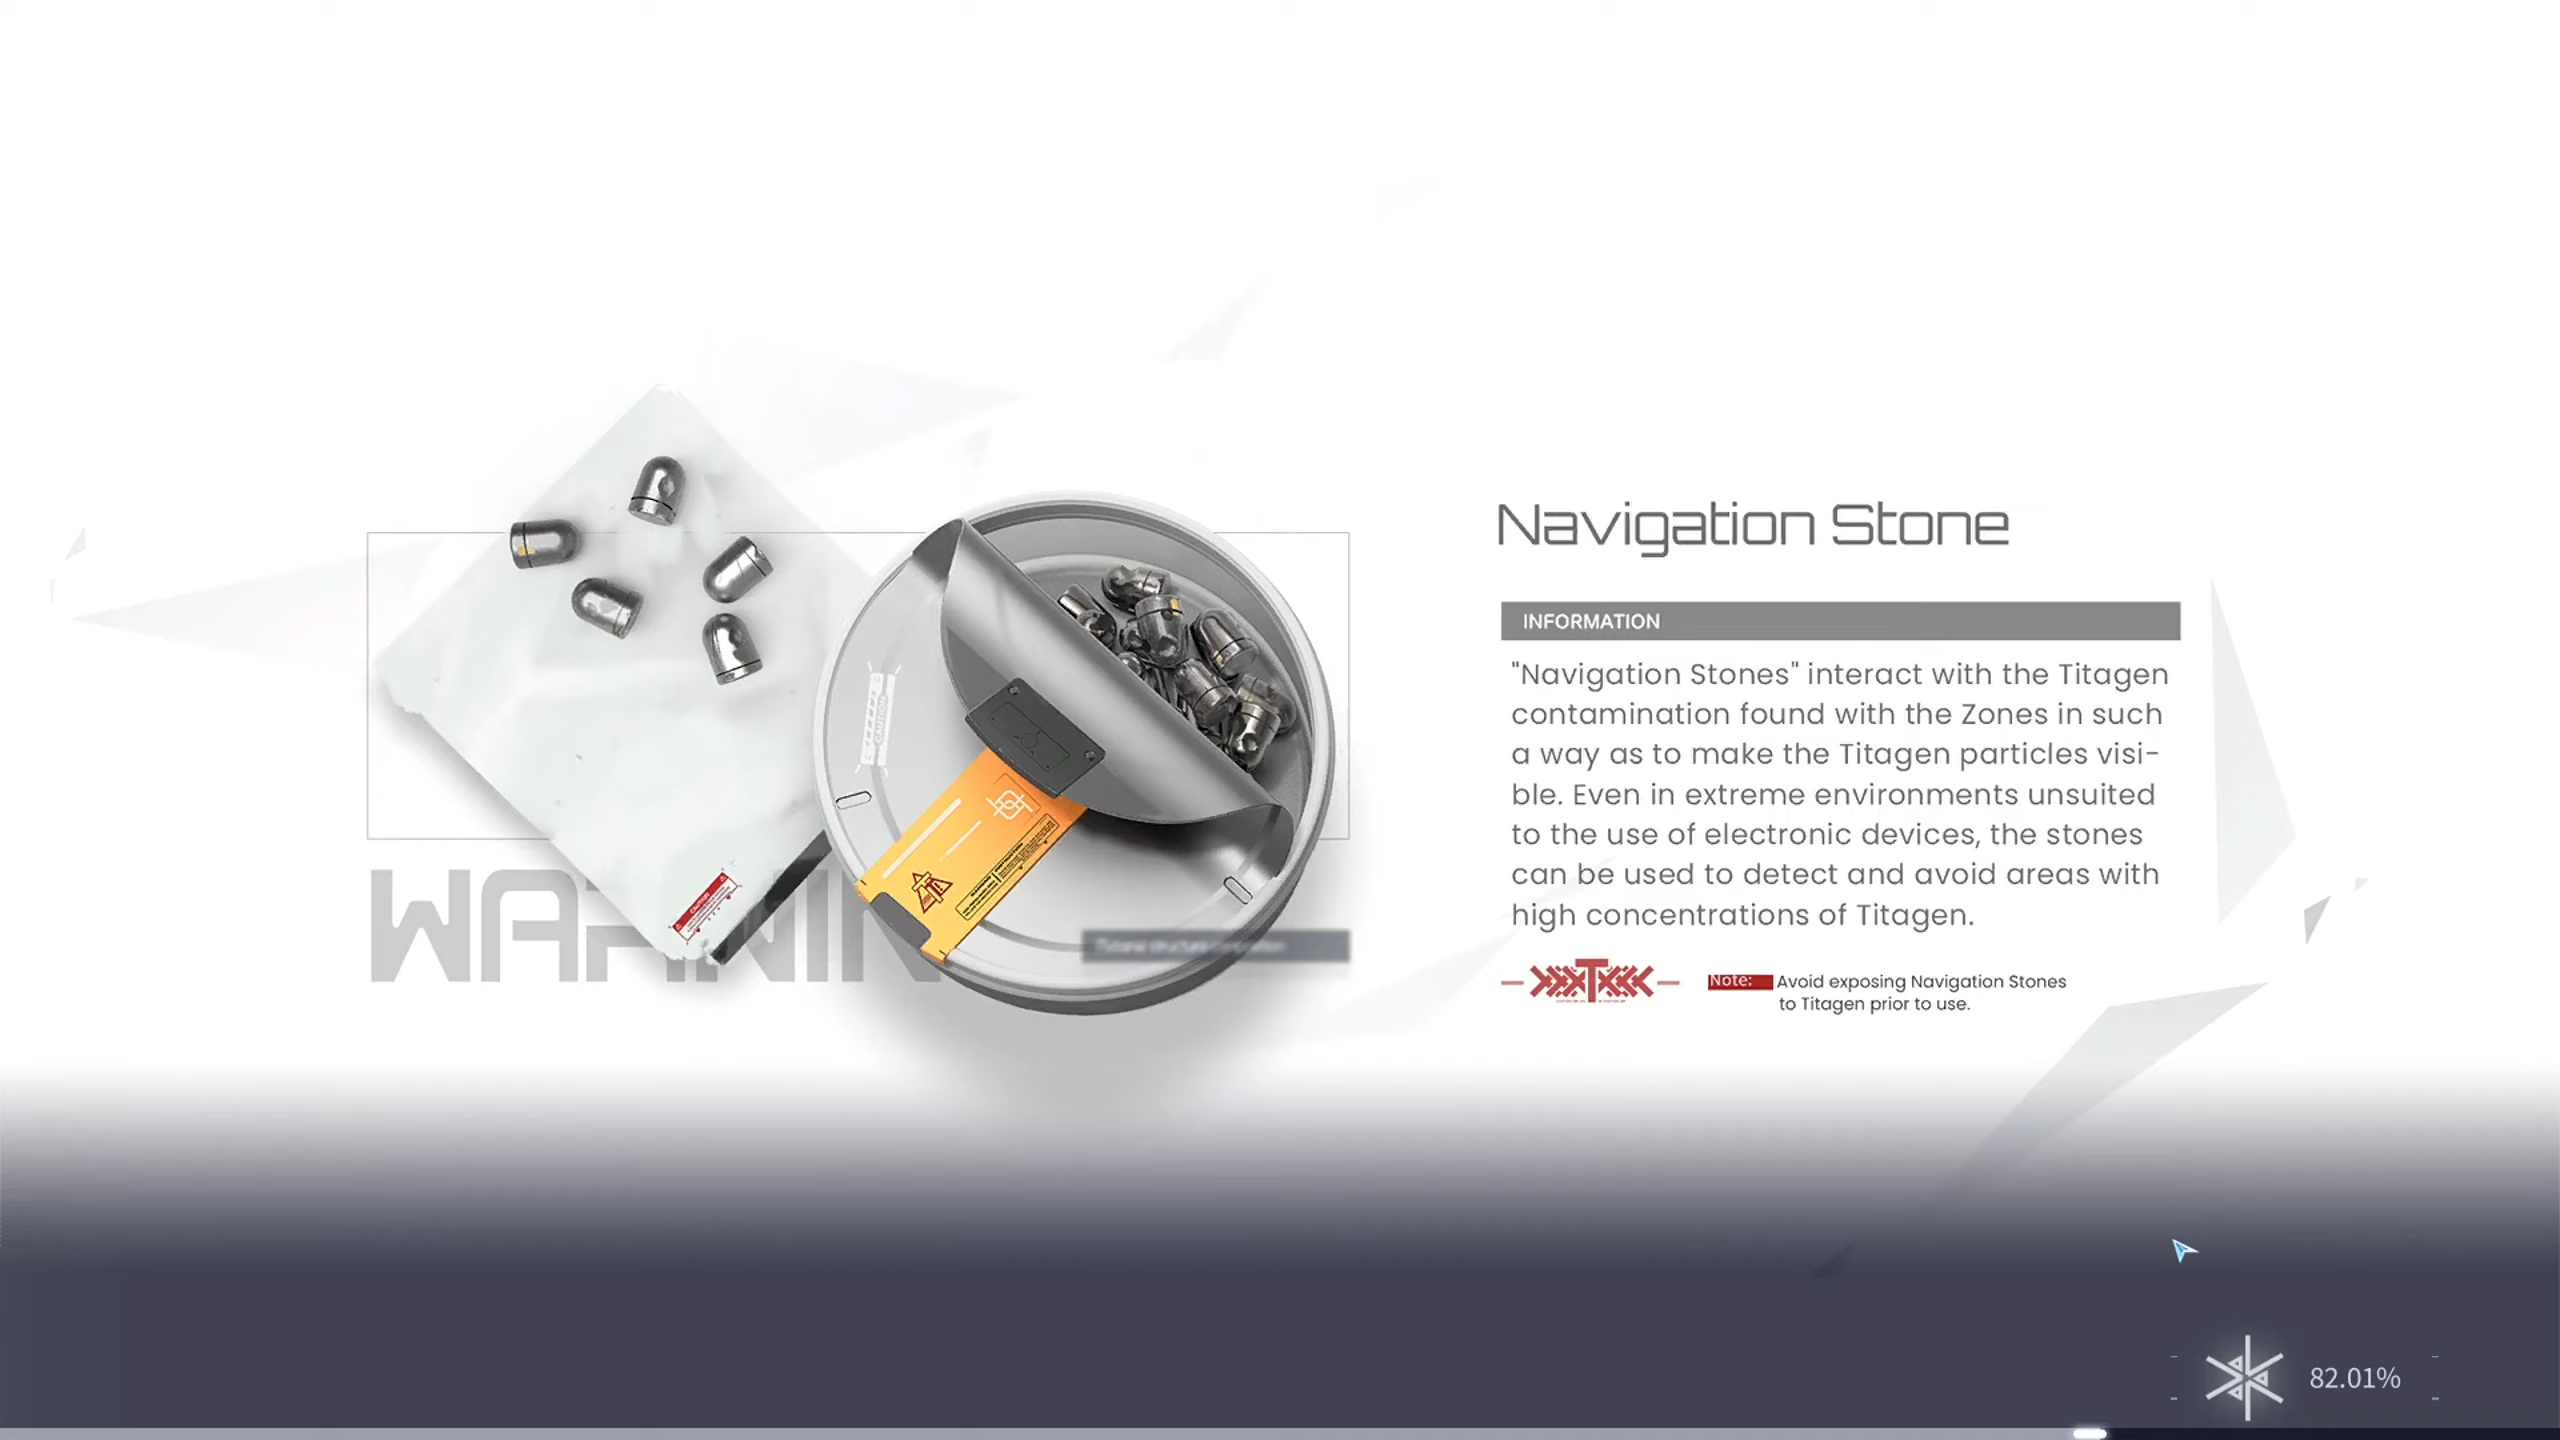 Navigation Stone
INFORMATION
"Navigation Stones" interact with the Titagen
contamination found with the Zones in such
a way as to make the Titagen particles visi-
ble. Even in extreme environments unsuited
to the use of electronic devices, the stones
can be used to detect and avoid areas with
high concentrations of Titagen.
Note: Avoid exposing Navigation Stones
to Titagen prior to use.
CAUTION
82.01%